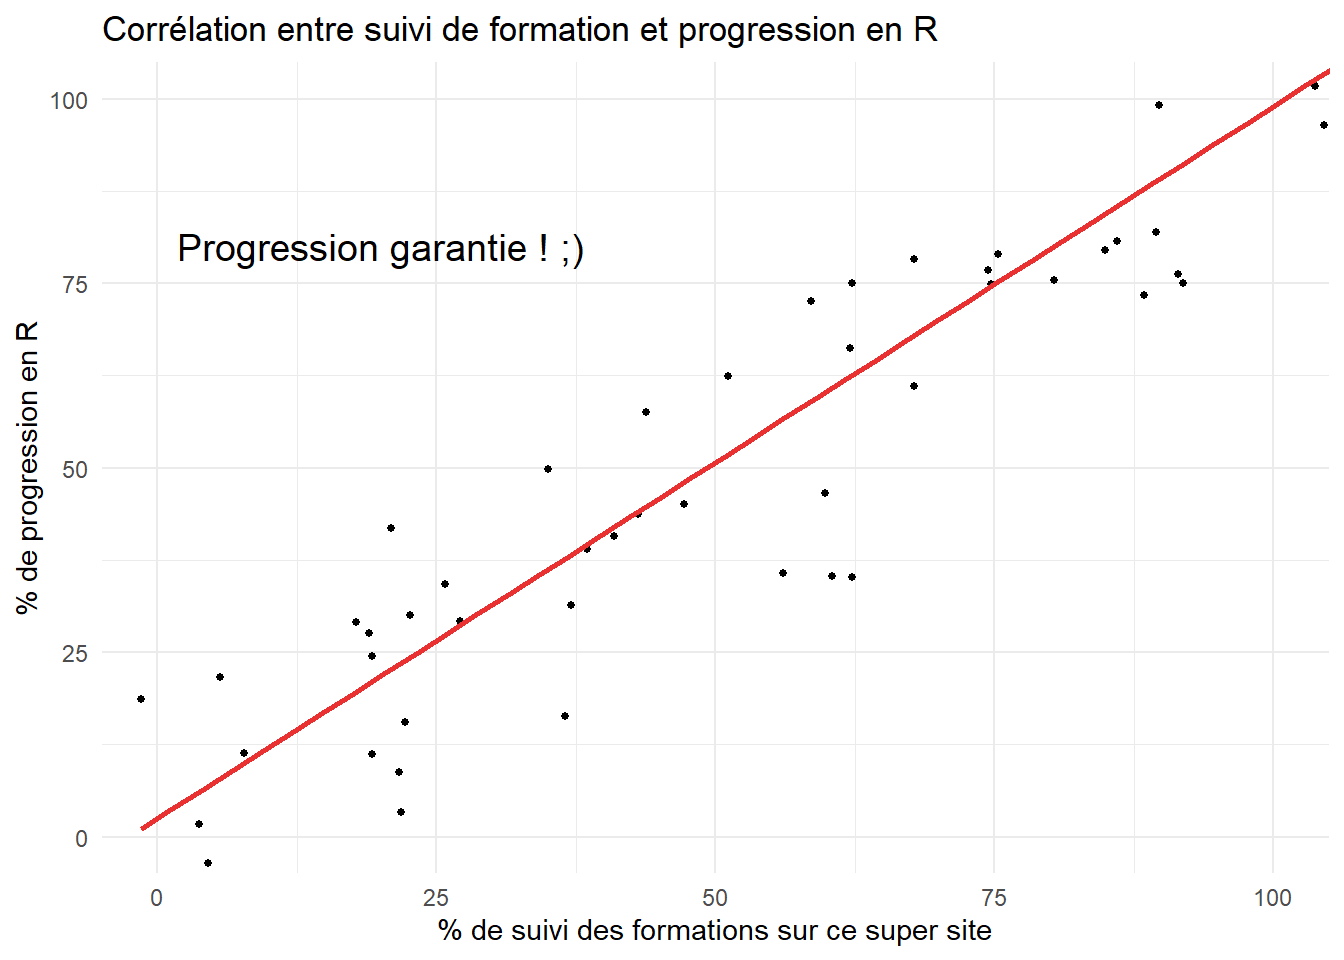 Corrélation entre suivi de formation et progression en R
100
75
50
25
0
% de progression en R
Progression garantie ! ;)
0 25 50 75 100
% de suivi des formations sur ce super site